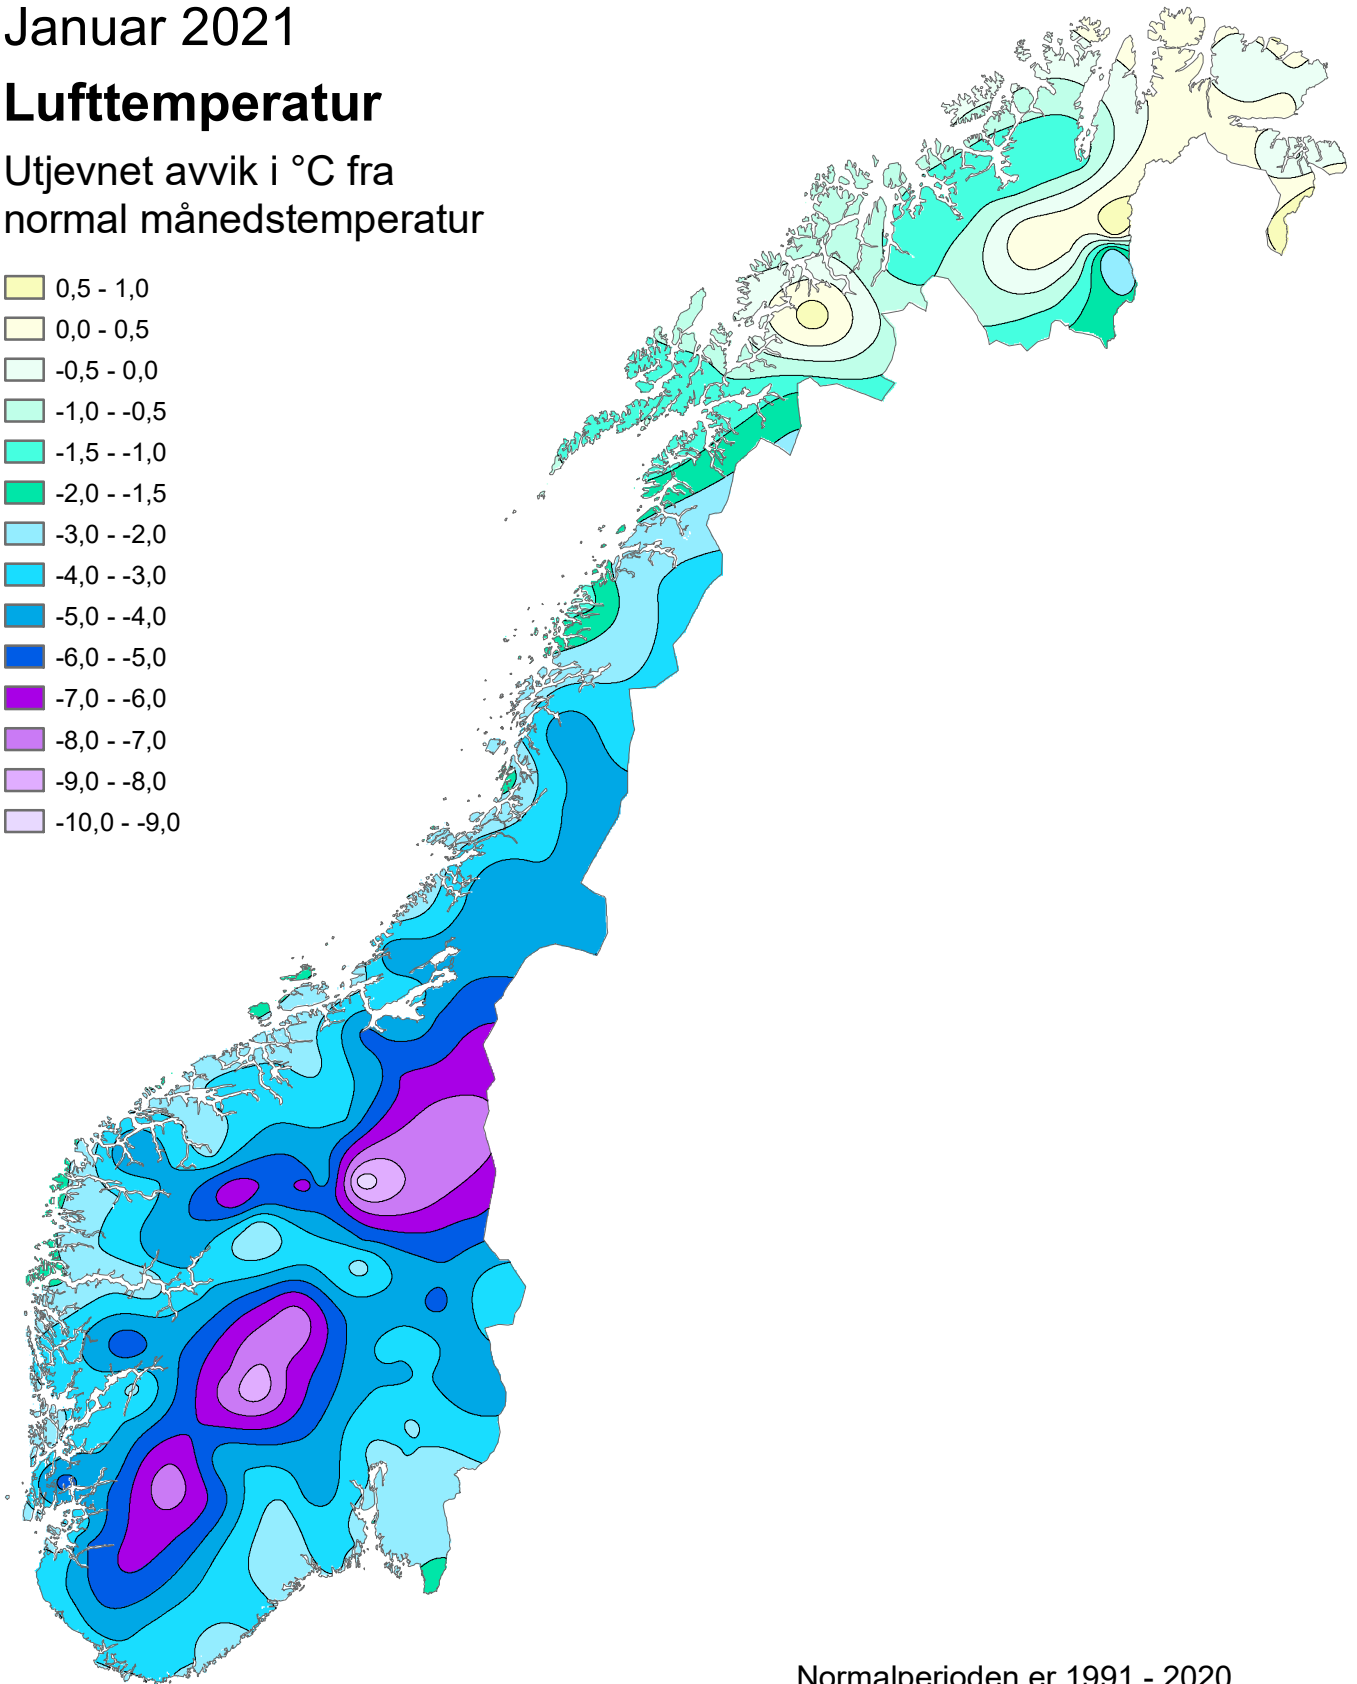 Januar 2021
Lufttemperatur
Utjevnet avvik i °C fra
normal månedstemperatur
0,5 - 1,0
0,0 - 0,5
-0,5 - 0,0
-1,0 - -0,5
-1,5 - -1,0
-2,0 - -1,5
-3,0 - -2,0
-4,0 - -3,0
-5,0 - -4,0
-6,0 - -5,0
-7,0 - -6,0
-8,0 - -7,0
-9,0 - -8,0
-10,0 - -9,0
Normalperioden er 1991 - 2020